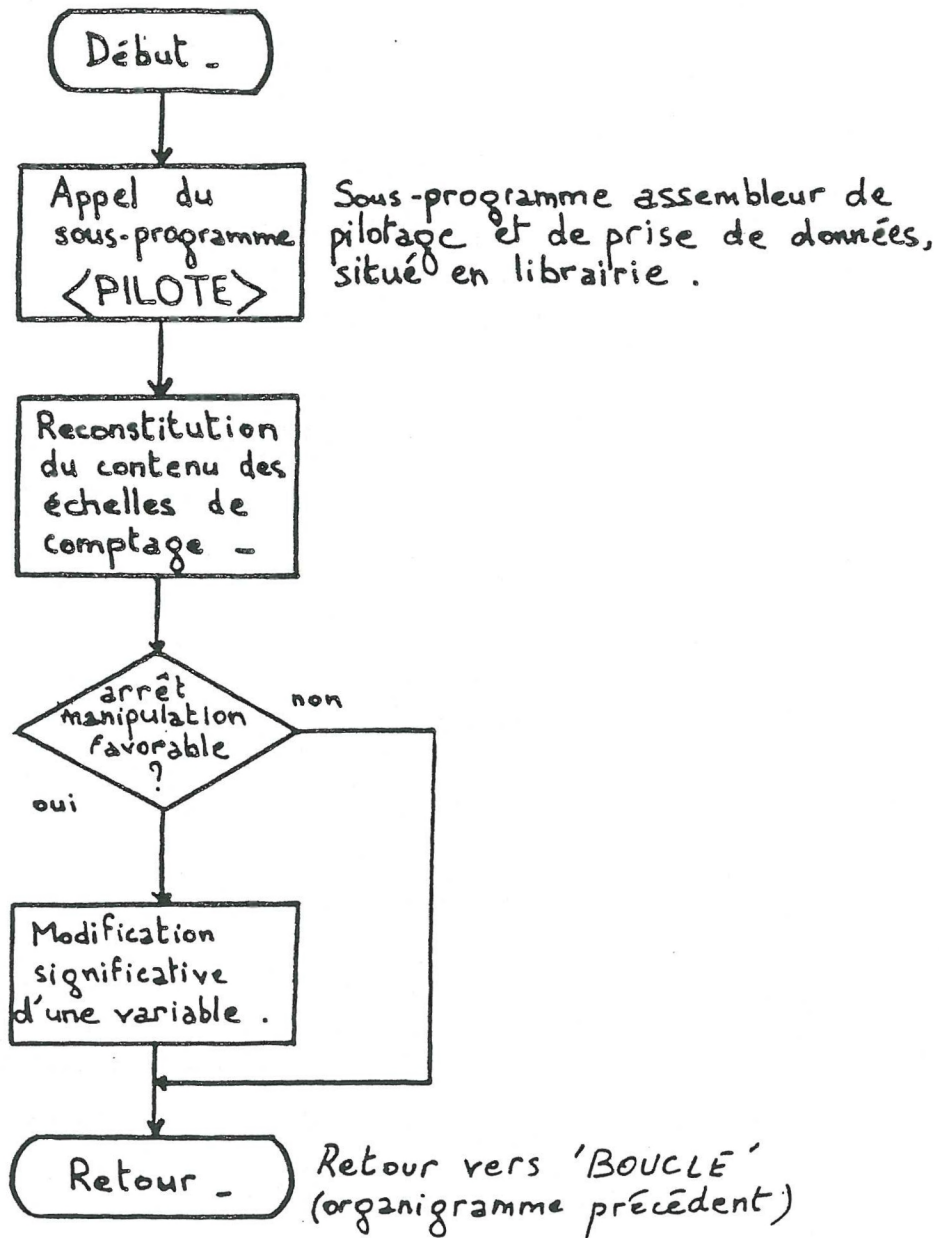 Début _
Appel du
sous-programme
<PILOTE>
Sous-programme assembleur de
pilotage et de prise de données,
situé en librairie .
Reconstitution
du contenu des
échelles de
comptage _
arrêt
manipulation
favorable
?
non
oui
Modification
significative
d'une variable .
Retour _
Retour vers 'BOUCLE'
(organigramme précédent)